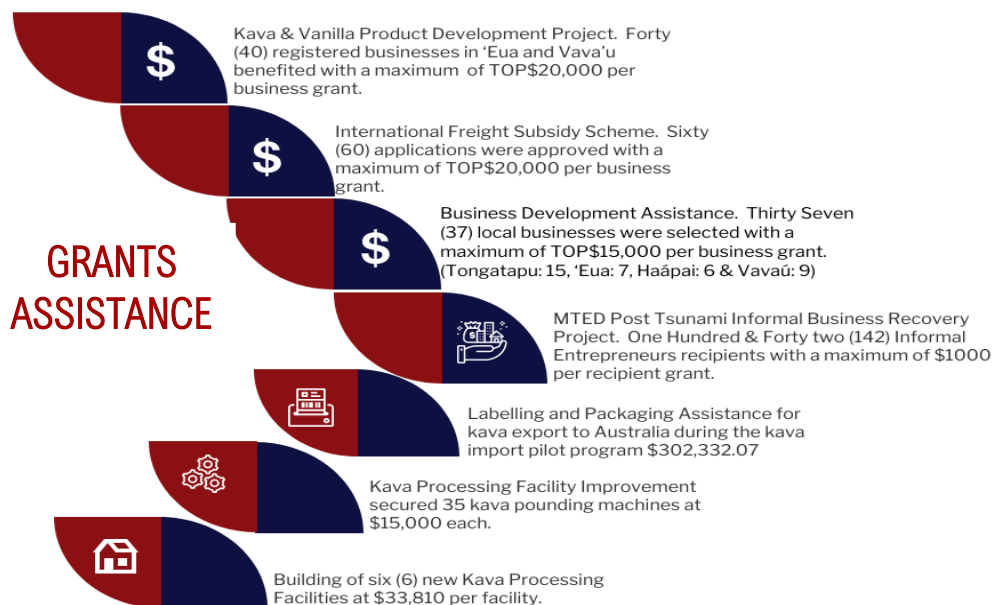 Kava & Vanilla Product Development Project. Forty
(40) registered businesses in ‘Eua and Vava’u
benefited with a maximum of TOP$20,000 per
business grant.
International Freight Subsidy Scheme. Sixty
(60) applications were approved with a
maximum of TOP$20,000 per business
grant.
Business Development Assistance. Thirty Seven
(37) local businesses were selected with a
maximum of TOP$15,000 per business grant.
(Tongatapu: 15, ‘Eua: 7, Haápai: 6 & Vavaú: 9)
GRANTS
ASSISTANCE
MTED Post Tsunami Informal Business Recovery
Project. One Hundred & Forty two (142) Informal
Entrepreneurs recipients with a maximum of $1000
per recipient grant.
Labelling and Packaging Assistance for
kava export to Australia during the kava
import pilot program $302,332.07
Kava Processing Facility Improvement
secured 35 kava pounding machines at
$15,000 each.
Building of six (6) new Kava Processing
Facilities at $33,810 per facility.